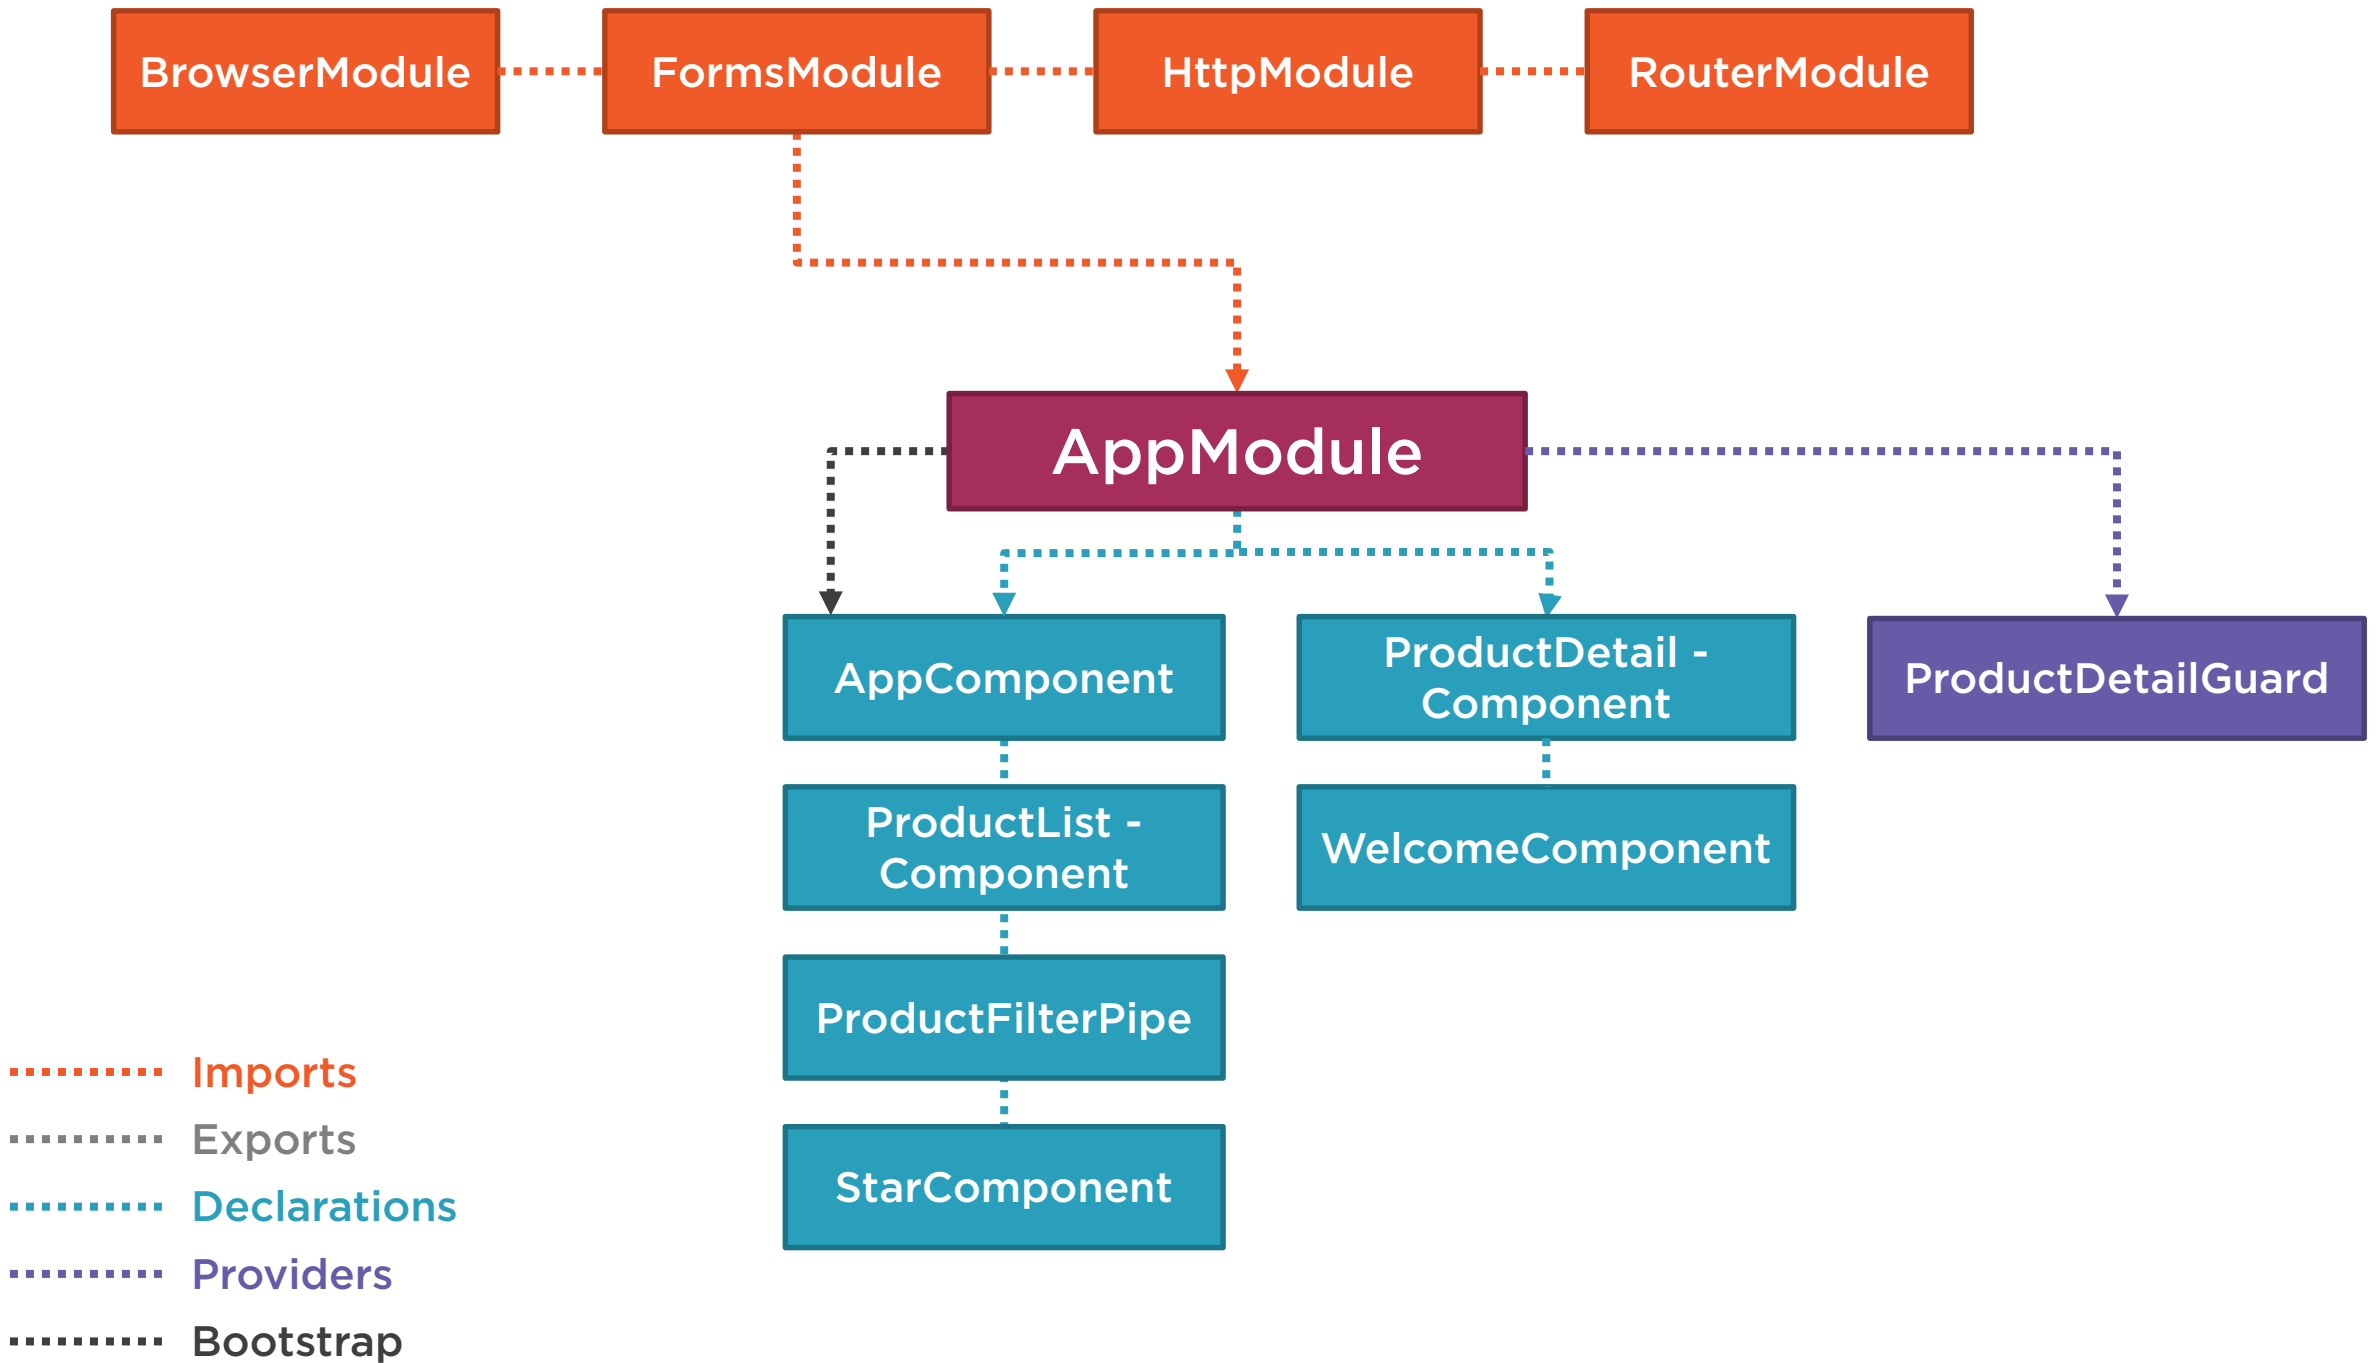 BrowserModule
FormsModule
HttpModule
RouterModule
AppModule
AppComponent
ProductDetail -
Component
ProductDetailGuard
ProductList -
Component
WelcomeComponent
ProductFilterPipe
StarComponent
Imports
Exports
Declarations
Providers
Bootstrap